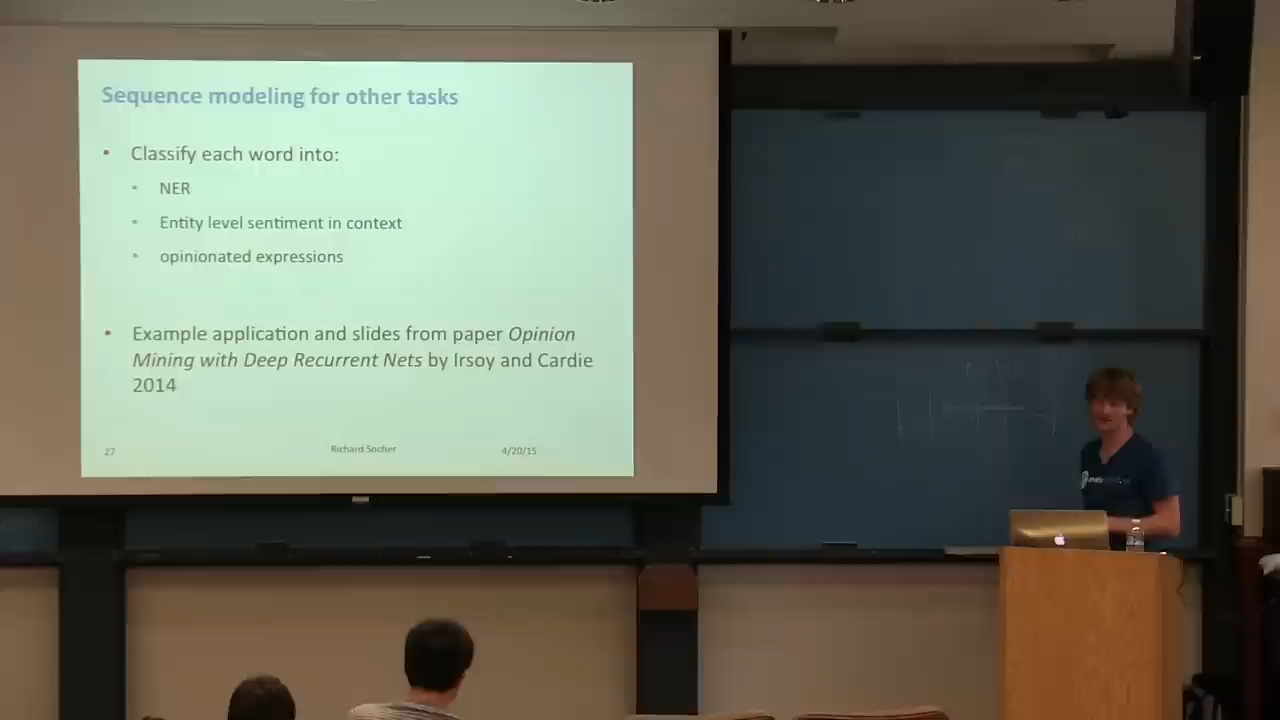 Sequence modeling for other tasks
• Classify each word into:
• NER
• Entity level sentiment in context
• opinionated expressions
• Example application and slides from paper Opinion
Mining with Deep Recurrent Nets by Irsoy and Cardie
2014
27
Richard Socher
4/20/15